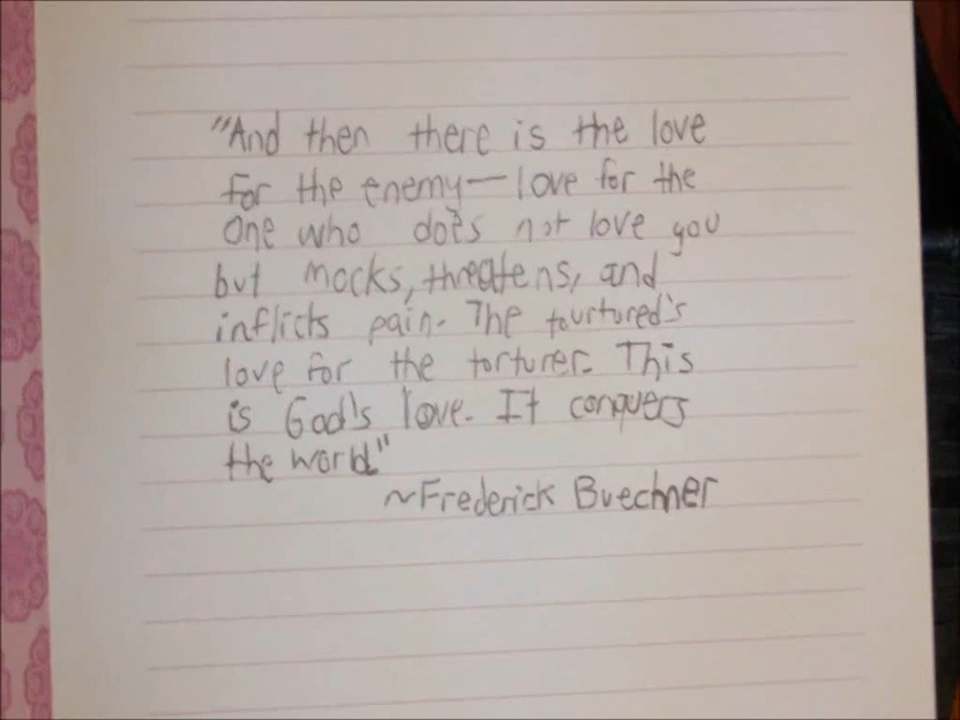 "And then there is the love
for the enemy—love for the
one who does not love you
but mocks, threatens, and
inflicts pain. The tourtured's
love for the torturer. This
is God's love. It conquers
the world."
~Frederick Buechner